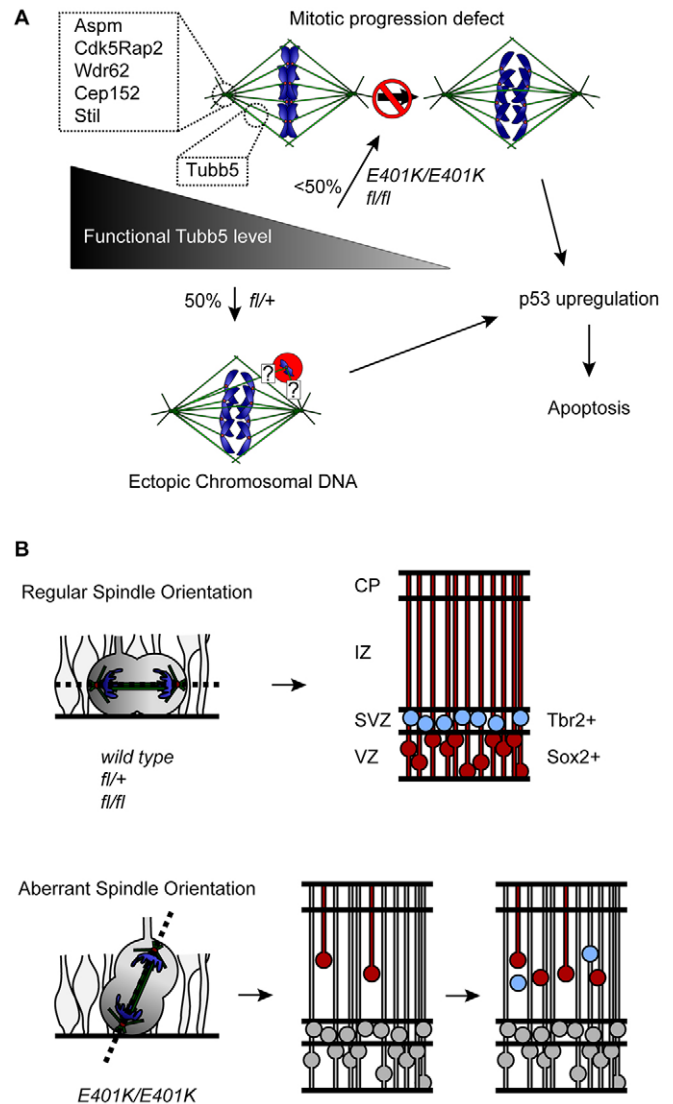 A
Mitotic progression defect
Aspm
Cdk5Rap2
Wdr62
Cep152
Stil
Tubb5
<50%
E401K/E401K
fl/fl
Functional Tubb5 level
50%
fl/+
p53 upregulation
?
?
Apoptosis
Ectopic Chromosomal DNA
B
Regular Spindle Orientation
CP
IZ
SVZ
Tbr2+
VZ
Sox2+
wild type
fl/+
fl/fl
Aberrant Spindle Orientation
E401K/E401K